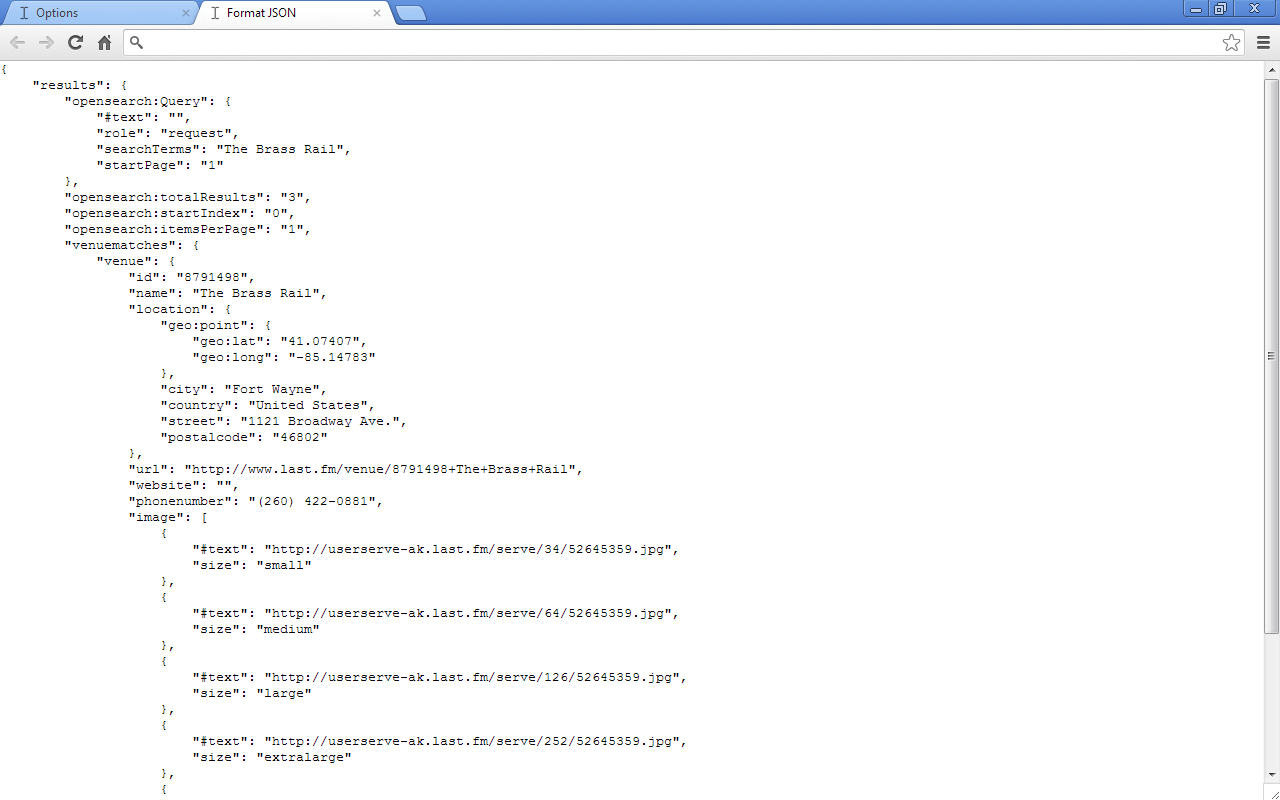 Options
Format JSON
{
    "results": {
        "opensearch:Query": {
            "#text": "",
            "role": "request",
            "searchTerms": "The Brass Rail",
            "startPage": "1"
        },
        "opensearch:totalResults": "3",
        "opensearch:startIndex": "0",
        "opensearch:itemsPerPage": "1",
        "venuematches": {
            "venue": {
                "id": "8791498",
                "name": "The Brass Rail",
                "location": {
                    "geo:point": {
                        "geo:lat": "41.07407",
                        "geo:long": "-85.14783"
                    },
                    "city": "Fort Wayne",
                    "country": "United States",
                    "street": "1121 Broadway Ave.",
                    "postalcode": "46802"
                },
                "url": "http://www.last.fm/venue/8791498+The+Brass+Rail",
                "website": "",
                "phonenumber": "(260) 422-0881",
                "image": [
                    {
                        "#text": "http://userserve-ak.last.fm/serve/34/52645359.jpg",
                        "size": "small"
                    },
                    {
                        "#text": "http://userserve-ak.last.fm/serve/64/52645359.jpg",
                        "size": "medium"
                    },
                    {
                        "#text": "http://userserve-ak.last.fm/serve/126/52645359.jpg",
                        "size": "large"
                    },
                    {
                        "#text": "http://userserve-ak.last.fm/serve/252/52645359.jpg",
                        "size": "extralarge"
                    },
                    {